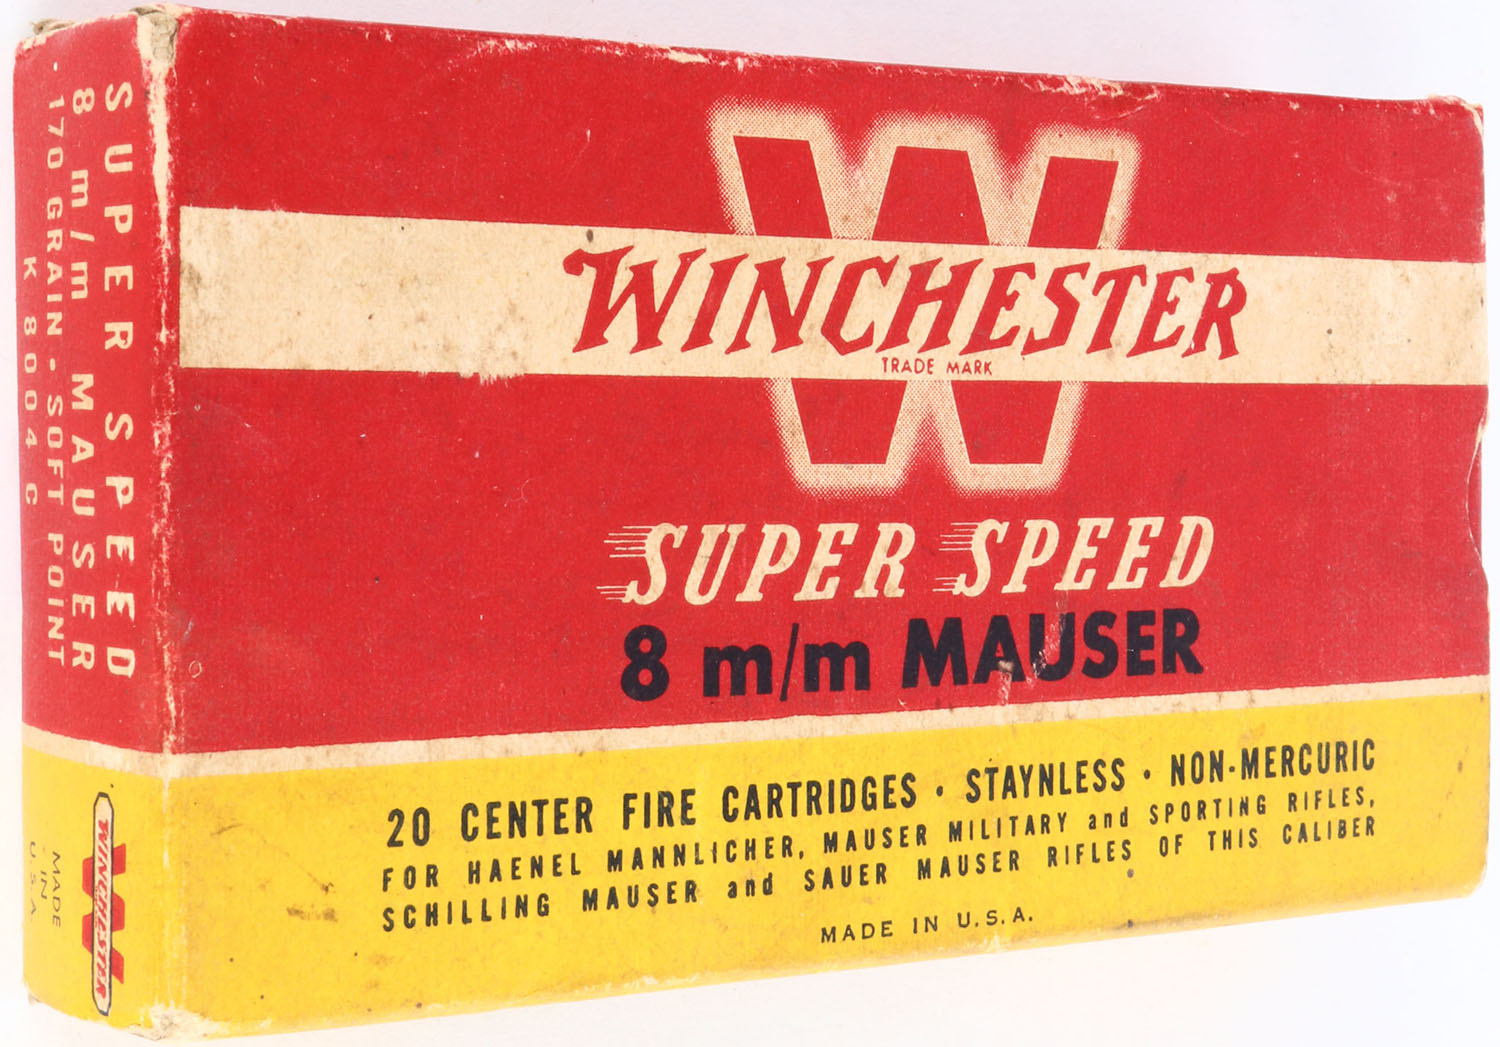 SUPER SPEED
8 m/m MAUSER
· 170 GRAIN · SOFT POINT
K 8004 C
W
WINCHESTER
MADE
IN
U.S.A.
W
WINCHESTER
TRADE MARK
SUPER SPEED
8 m/m MAUSER
20 CENTER FIRE CARTRIDGES · STAYNLESS · NON-MERCURIC
FOR HAENEL MANNLICHER, MAUSER MILITARY and SPORTING RIFLES,
SCHILLING MAUSER and SAUER MAUSER RIFLES OF THIS CALIBER
MADE IN U.S.A.